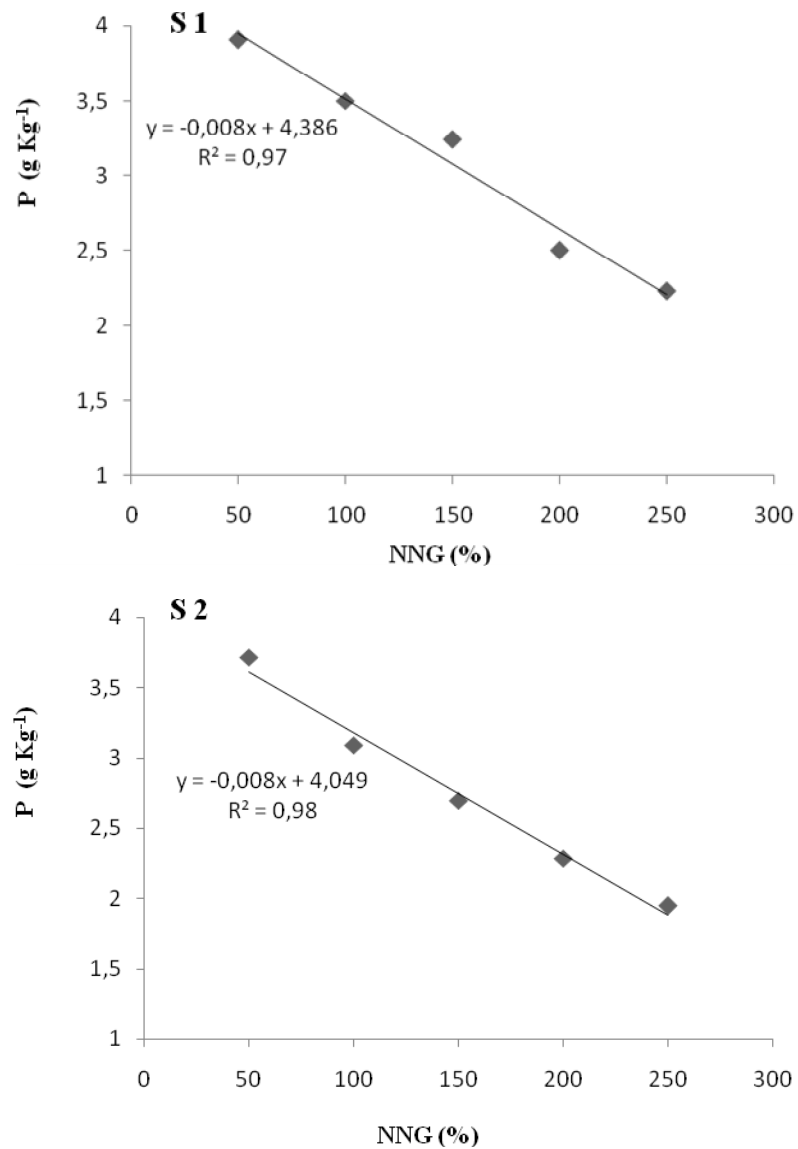 S 1
4
3,5
3
2,5
2
1,5
1
P (g Kg⁻¹)
y = -0,008x + 4,386
R² = 0,97
0 50 100 150 200 250 300
NNG (%)
S 2
4
3,5
3
2,5
2
1,5
1
P (g Kg⁻¹)
y = -0,008x + 4,049
R² = 0,98
0 50 100 150 200 250 300
NNG (%)